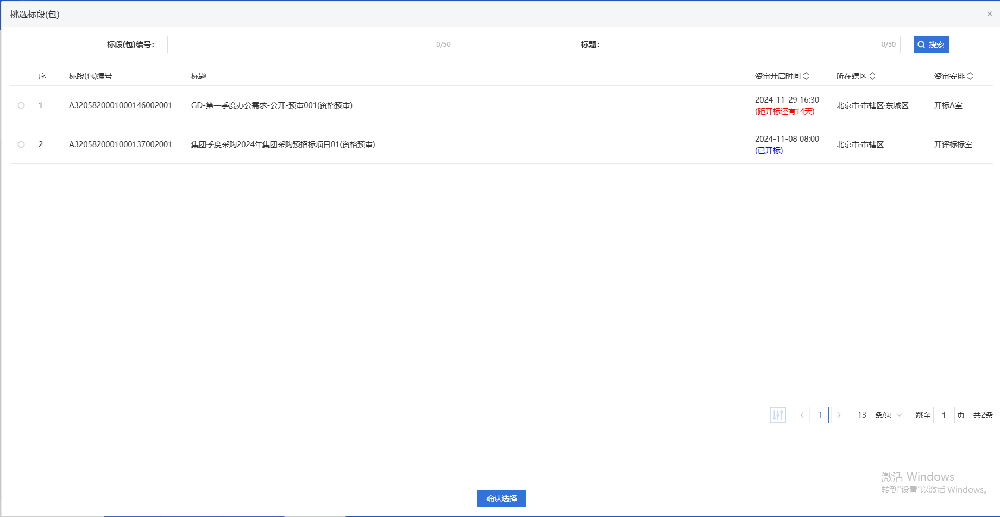 挑选标段(包)
标段(包)编号： 0/50 标题： 0/50 搜索
序 标段(包)编号 标题 资审开启时间 所在辖区 资审安排
1 A3205820001000146002001 GD-第一季度办公需求-公开-预审001(资格预审) 2024-11-29 16:30 北京市·市辖区·东城区 开标A室
(距开标还有14天)
2 A3205820001000137002001 集团季度采购2024年集团采购预招标项目01(资格预审) 2024-11-08 08:00 北京市·市辖区 开评标标室
(已开标)
1 13 条/页 跳至 1 页 共2条
激活 Windows
转到“设置”以激活 Windows。
确认选择